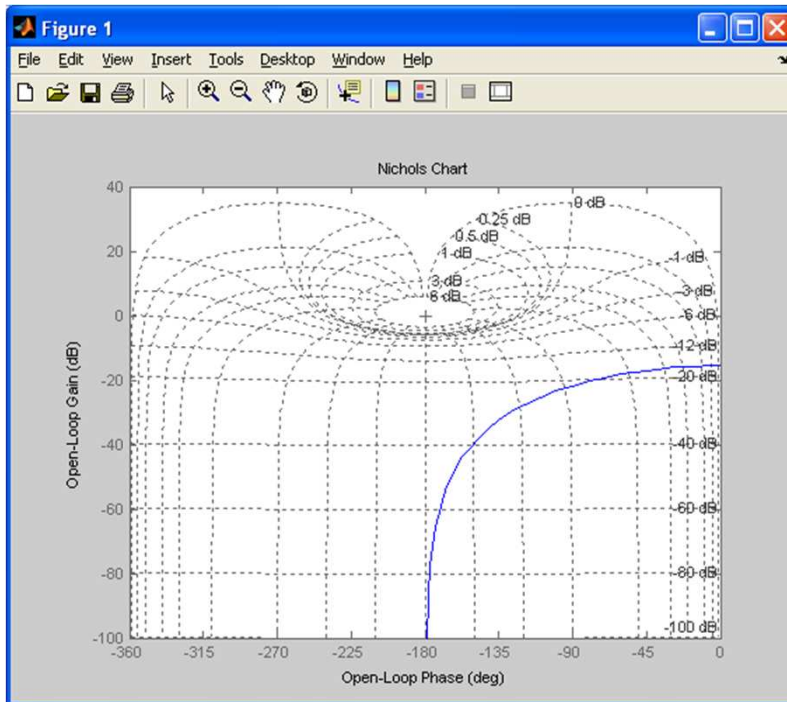 Figure 1
File Edit View Insert Tools Desktop Window Help
Nichols Chart
40
20
0
-20
-40
-60
-80
-100
Open-Loop Gain (dB)
0 dB
0.25 dB
0.5 dB
1 dB
3 dB
6 dB
-1 dB
-3 dB
-6 dB
-12 dB
-20 dB
-40 dB
-60 dB
-80 dB
-100 dB
-360 -315 -270 -225 -180 -135 -90 -45 0
Open-Loop Phase (deg)